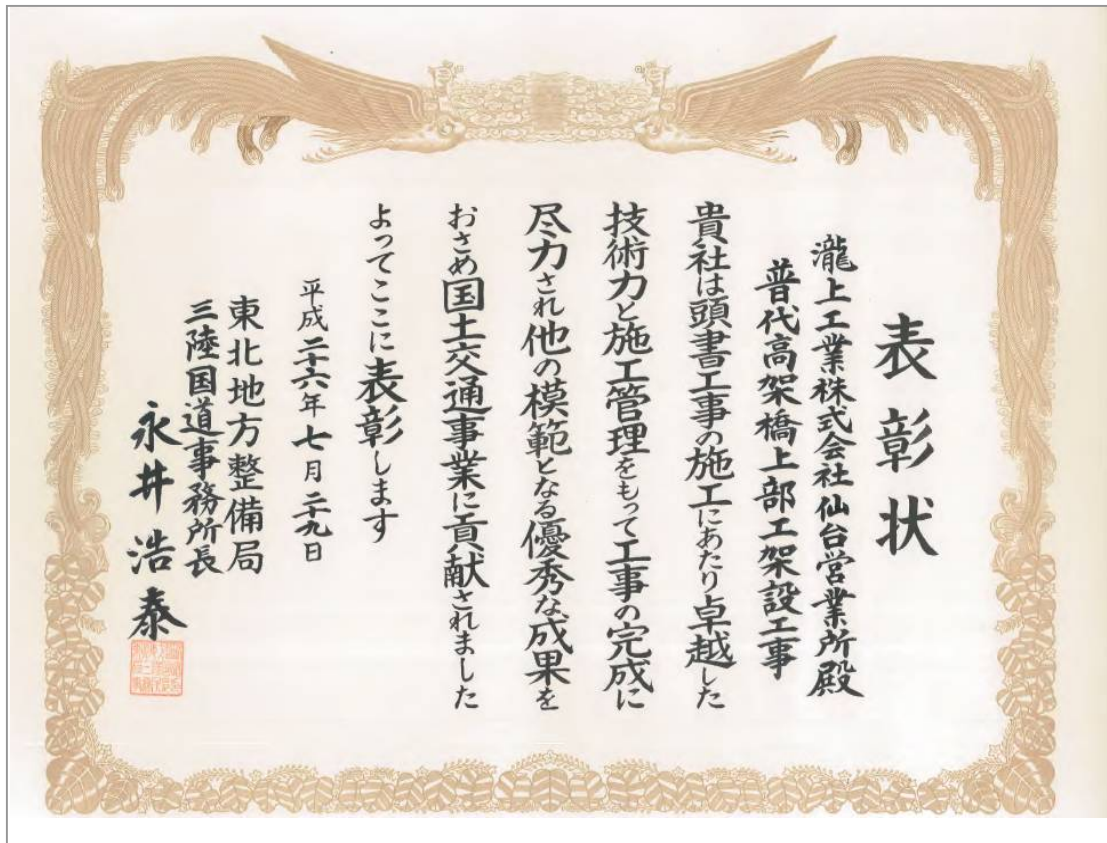 表彰状
瀧上工業株式会社仙台営業所殿
普代高架橋上部工架設工事
貴社は頭書工事の施工にあたり卓越した
技術力と施工管理をもって工事の完成に
尽力され他の模範となる優秀な成果を
おさめ国土交通事業に貢献されました
よってここに表彰します
平成二十六年七月二十九日
東北地方整備局
三陸国道事務所長
永井浩泰